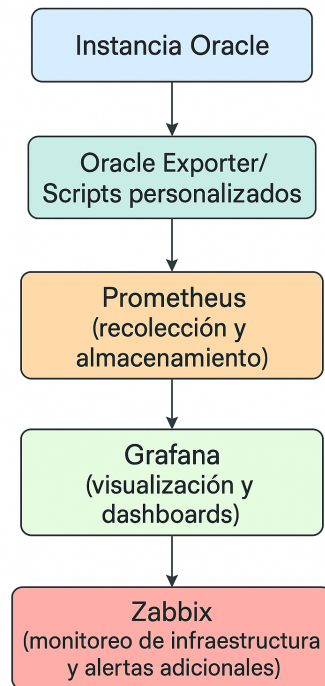 Instancia Oracle
Oracle Exporter/
Scripts personalizados
Prometheus
(recolección y
almacenamiento)
Grafana
(visualización y
dashboards)
Zabbix
(monitoreo de infraestructura
y alertas adicionales)